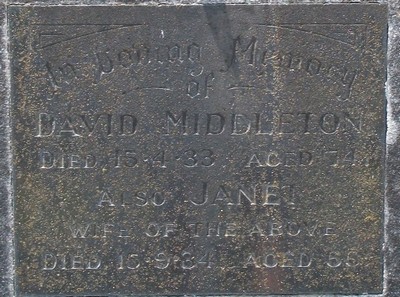 In Loving Memory
of
DAVID MIDDLETON
DIED 15-4-33 AGED 74
ALSO JANET
WIFE OF THE ABOVE
DIED 15-9-34 AGED